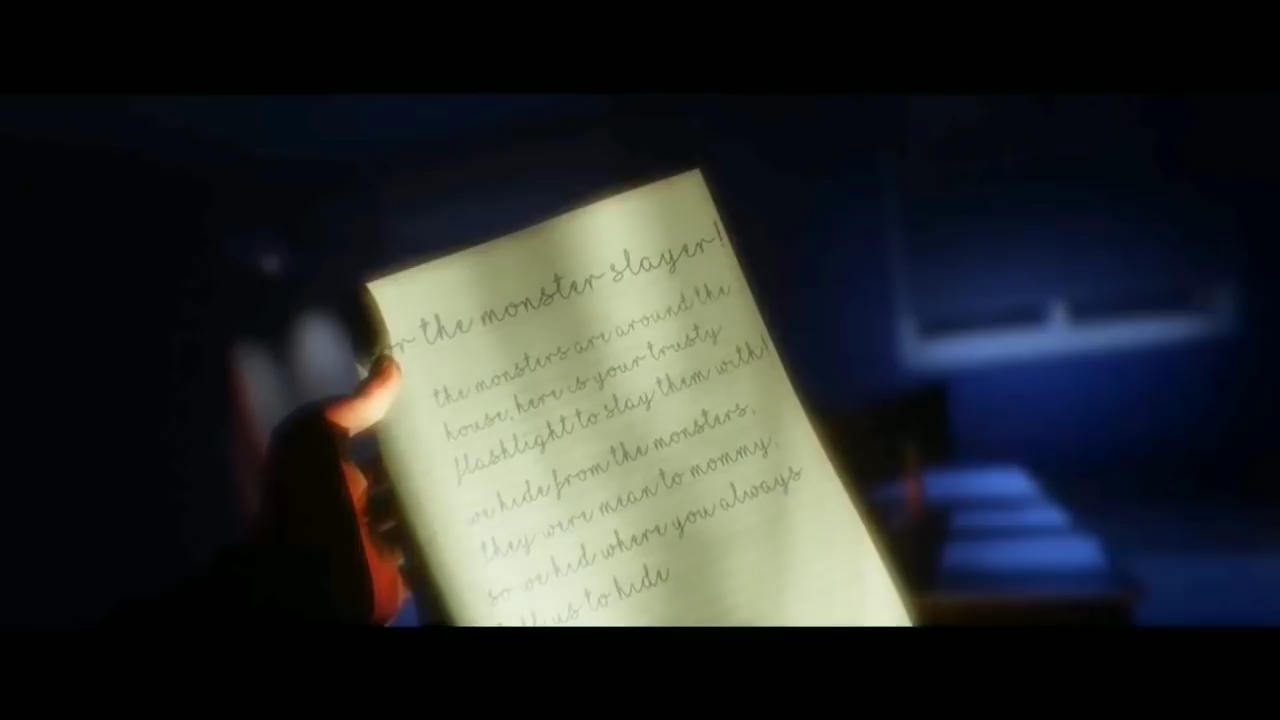 the monster slayer!
the monsters are around the
house, here is your trusty
flashlight to slay them with!
we hide from the monsters,
they were mean to mommy,
so we hid where you always
us to hide